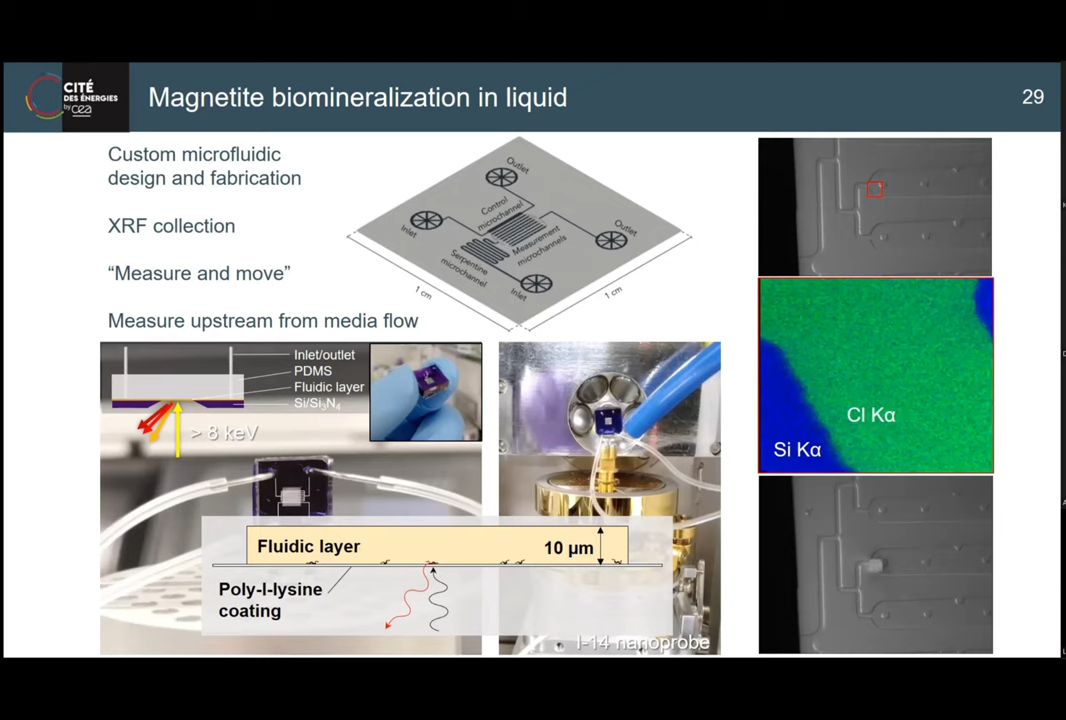 CITÉ
DES ÉNERGIES
by cea
Magnetite biomineralization in liquid
29
Custom microfluidic
design and fabrication
XRF collection
“Measure and move”
Measure upstream from media flow
Outlet
Control
microchannel
Inlet
Outlet
Measurement
microchannels
Serpentine
microchannel
Inlet
1 cm
1 cm
Inlet/outlet
PDMS
Fluidic layer
Si/Si3N4
> 8 keV
Cl Kα
Si Kα
Fluidic layer
10 µm
Poly-l-lysine
coating
I-14 nanoprobe